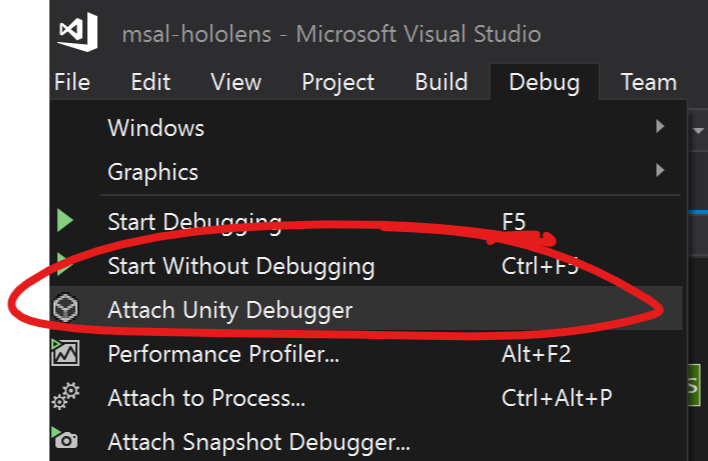 msal-hololens - Microsoft Visual Studio
File Edit View Project Build Debug Team
Windows
Graphics
Start Debugging F5
Start Without Debugging Ctrl+F5
Attach Unity Debugger
Performance Profiler... Alt+F2
Attach to Process... Ctrl+Alt+P
Attach Snapshot Debugger...